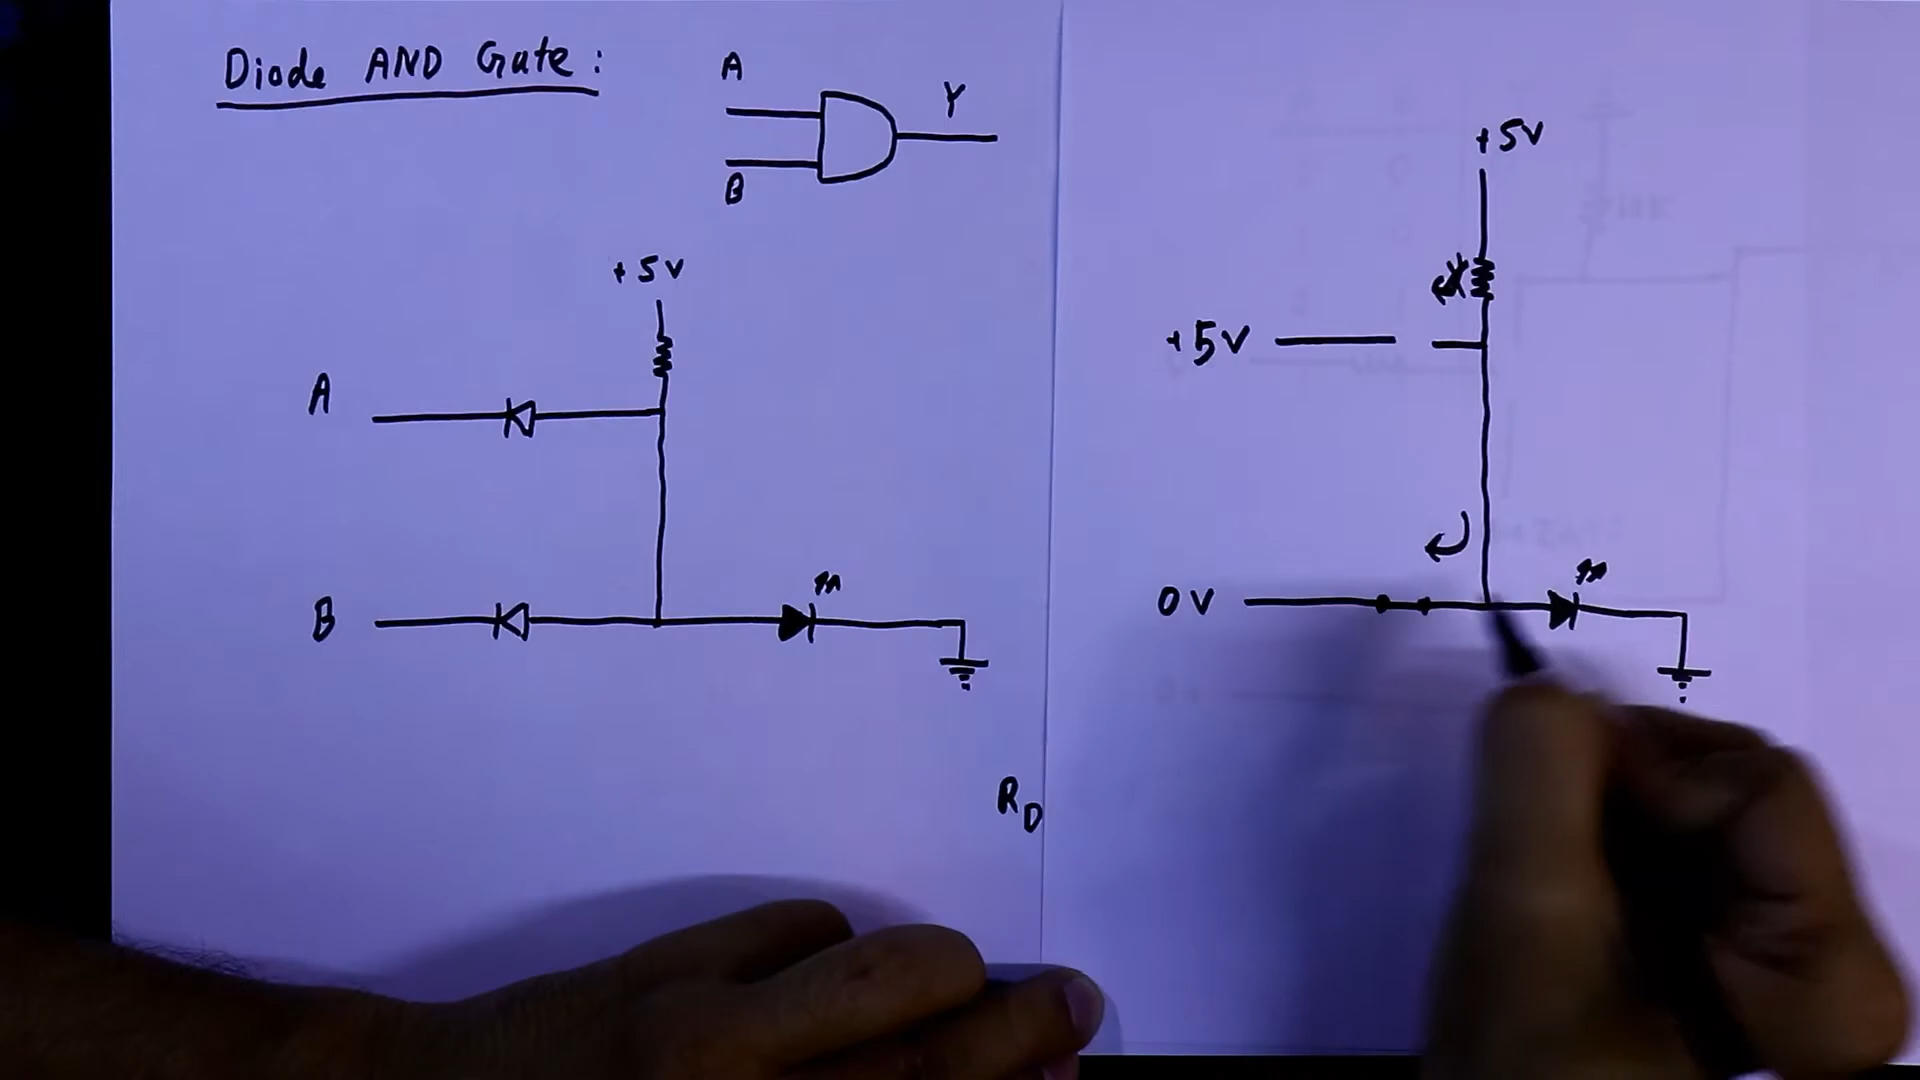 Diode AND Gate:
A
Y
B
+5V
A
B
R_D
+5V
+5V
0V